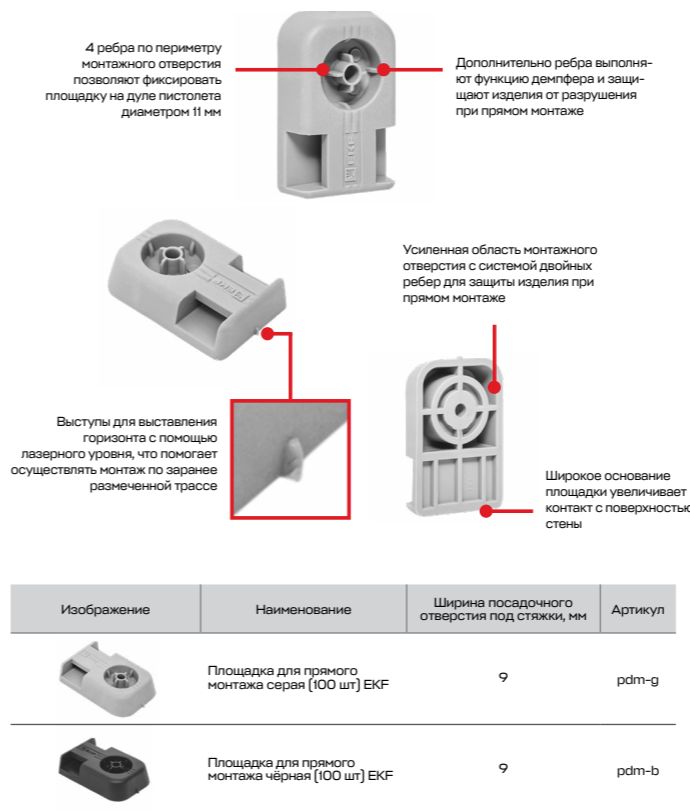 4 ребра по периметру
монтажного отверстия
позволяют фиксировать
площадку на дуле пистолета
диаметром 11 мм
Дополнительно ребра выполня-
ют функцию демпфера и защи-
щают изделия от разрушения
при прямом монтаже
Усиленная область монтажного
отверстия с системой двойных
ребер для защиты изделия при
прямом монтаже
Выступы для выставления
горизонта с помощью
лазерного уровня, что помогает
осуществлять монтаж по заранее
размеченной трассе
Широкое основание
площадки увеличивает
контакт с поверхностью
стены
Изображение
Наименование
Ширина посадочного
отверстия под стяжки, мм
Артикул
Площадка для прямого
монтажа серая (100 шт) EKF
9
pdm-g
Площадка для прямого
монтажа чёрная (100 шт) EKF
9
pdm-b